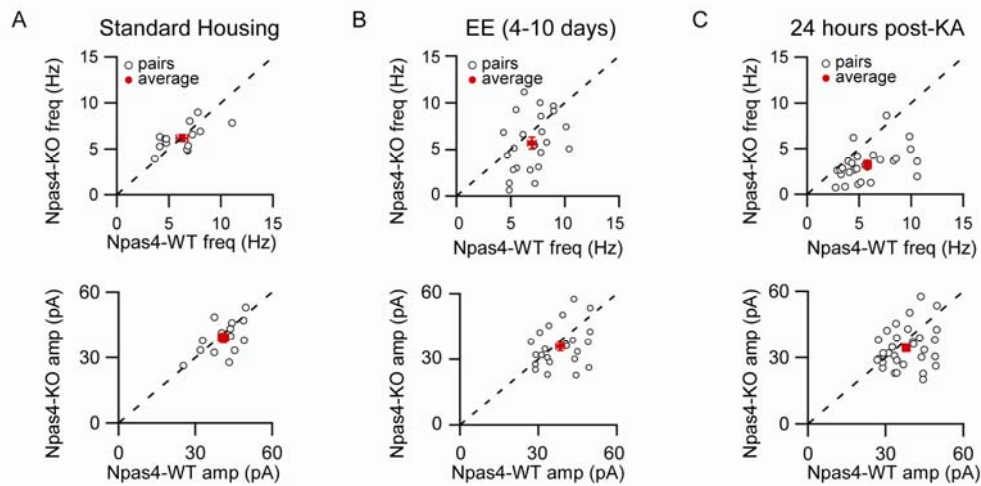 A
Standard Housing
Npas4-KO freq (Hz)
15
10
5
0
pairs
average
0
5
10
15
Npas4-WT freq (Hz)
Npas4-KO amp (pA)
60
30
0
0
30
60
Npas4-WT amp (pA)
B
EE (4-10 days)
Npas4-KO freq (Hz)
15
10
5
0
pairs
average
0
5
10
15
Npas4-WT freq (Hz)
Npas4-KO amp (pA)
60
30
0
0
30
60
Npas4-WT amp (pA)
C
24 hours post-KA
Npas4-KO freq (Hz)
15
10
5
0
pairs
average
0
5
10
15
Npas4-WT freq (Hz)
Npas4-KO amp (pA)
60
30
0
0
30
60
Npas4-WT amp (pA)